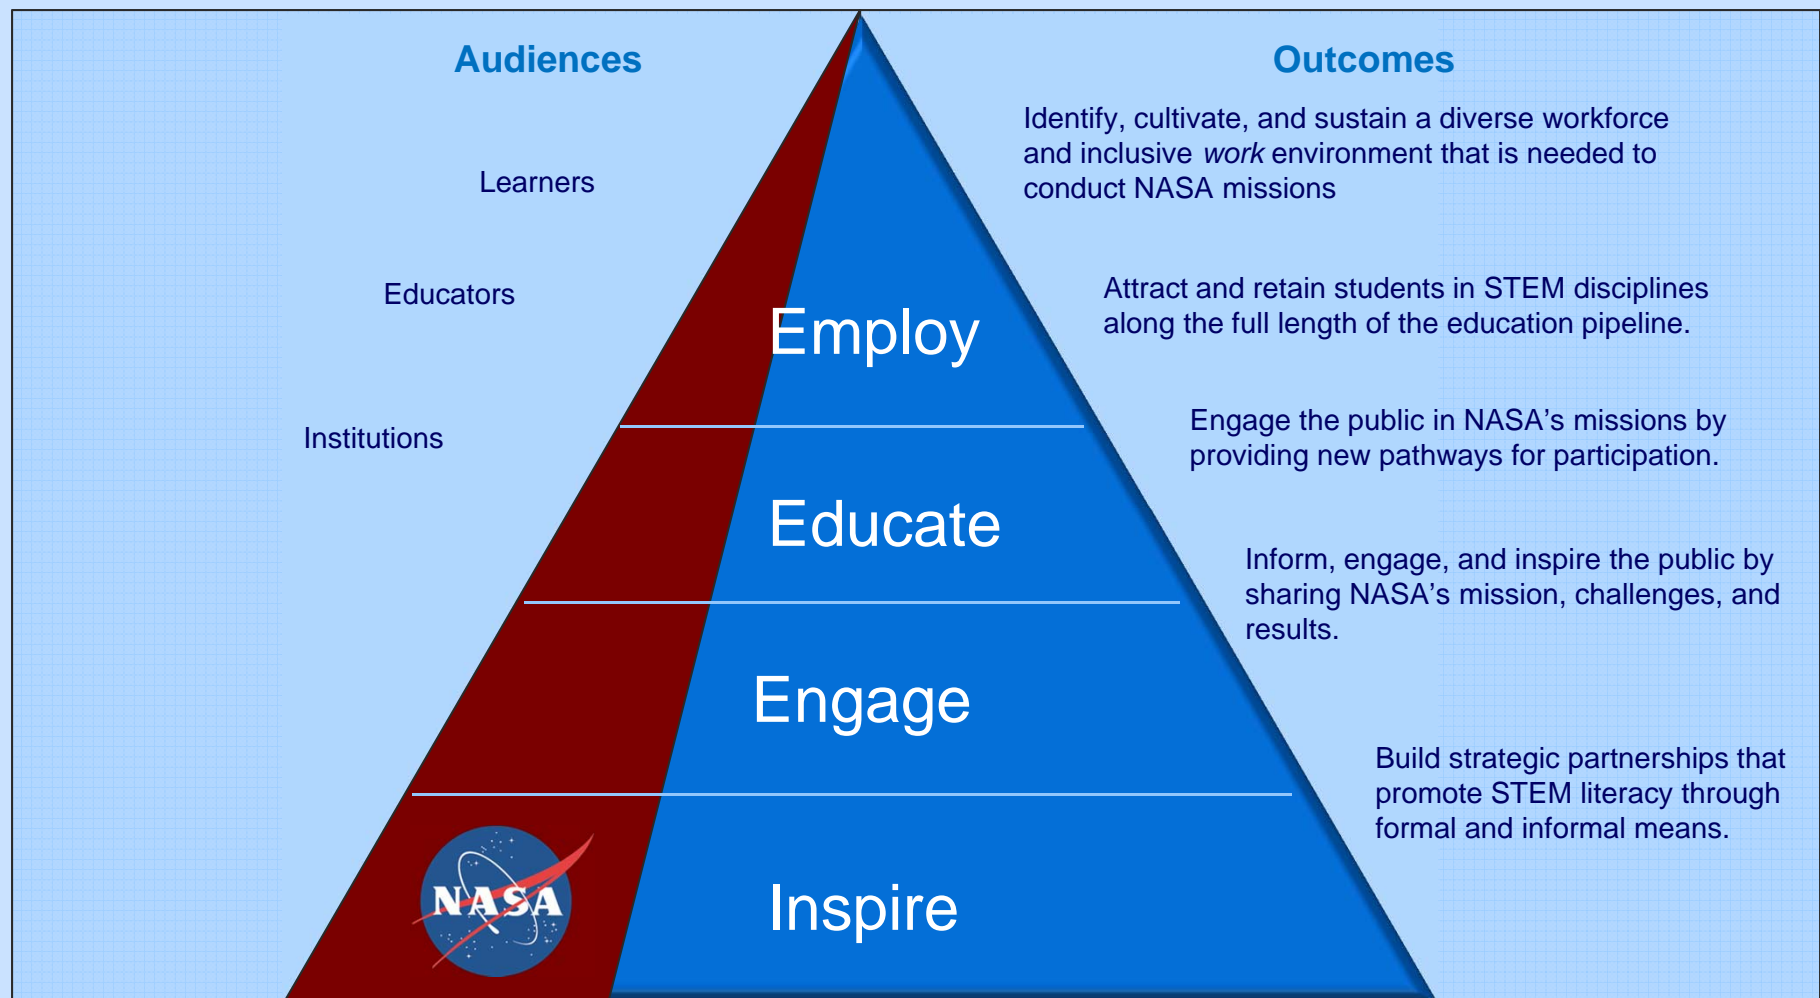 Audiences
Learners
Educators
Institutions
Employ
Educate
Engage
Inspire
NASA
Outcomes
Identify, cultivate, and sustain a diverse workforce
and inclusive work environment that is needed to
conduct NASA missions
Attract and retain students in STEM disciplines
along the full length of the education pipeline.
Engage the public in NASA’s missions by
providing new pathways for participation.
Inform, engage, and inspire the public by
sharing NASA’s mission, challenges, and
results.
Build strategic partnerships that
promote STEM literacy through
formal and informal means.